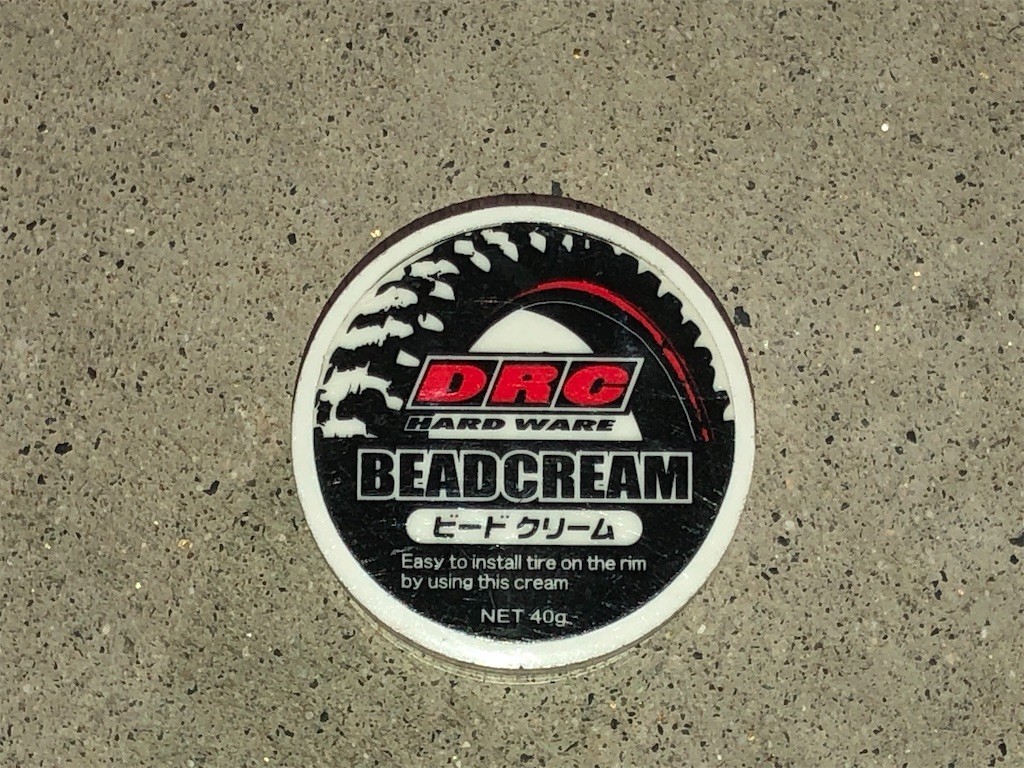 DRC
HARD WARE
BEADCREAM
ビードクリーム
Easy to install tire on the rim
by using this cream
NET 40g